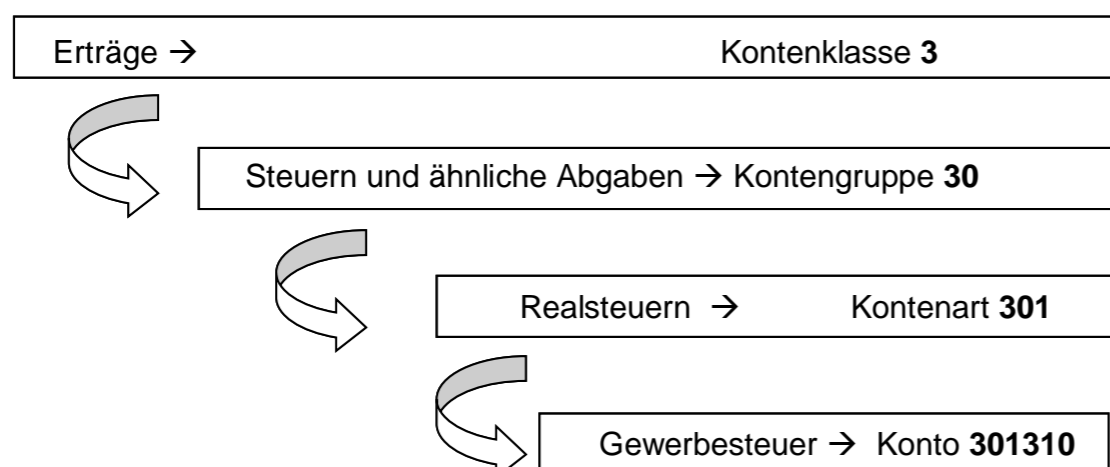 Erträge → Kontenklasse 3
Steuern und ähnliche Abgaben → Kontengruppe 30
Realsteuern → Kontenart 301
Gewerbesteuer → Konto 301310